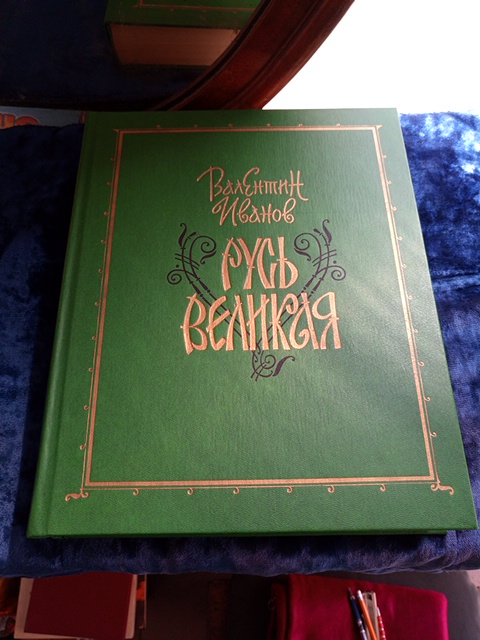 Валентин
Иванов
Русь
Великая